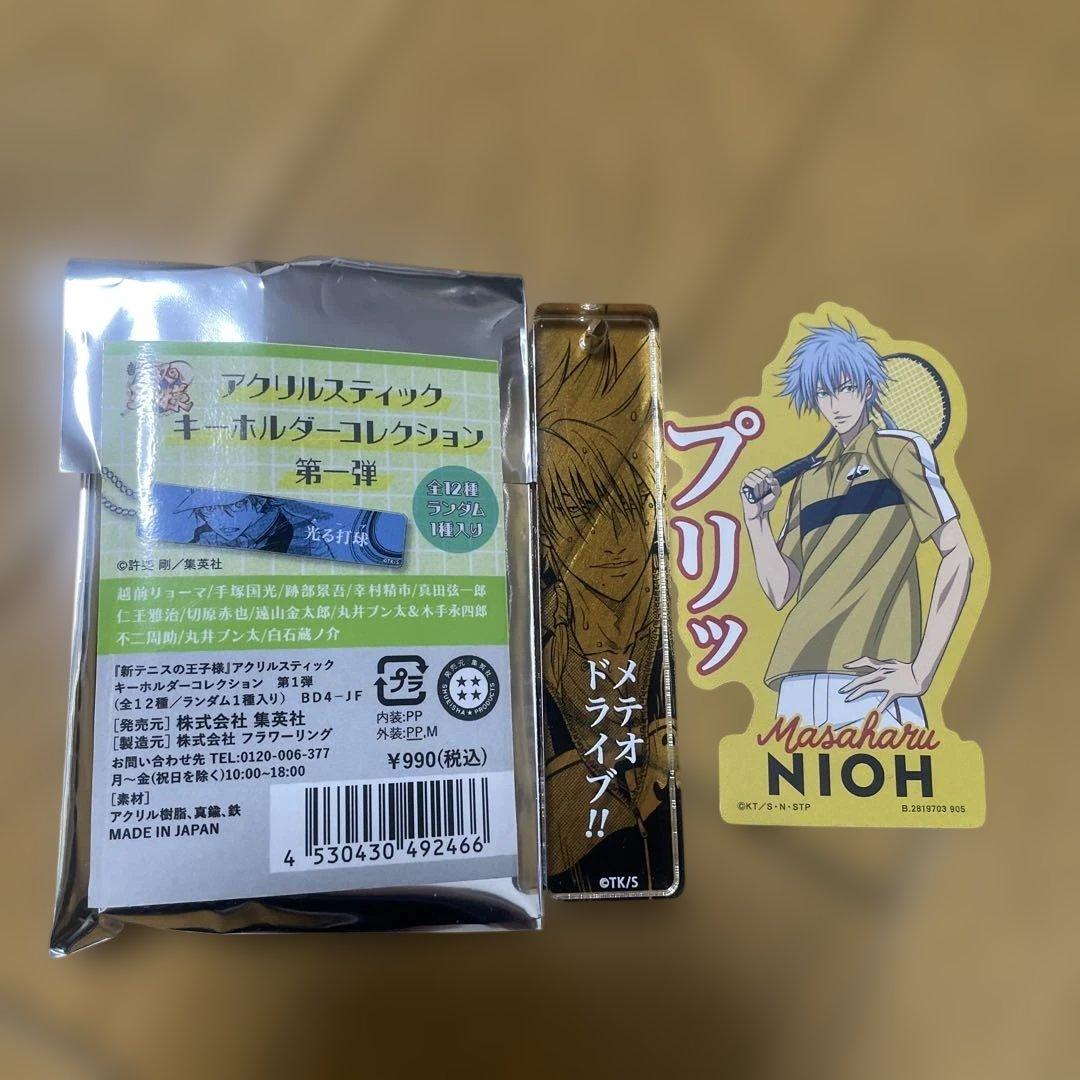 アクリルスティック
キーホルダーコレクション
第一弾
全12種
ランダム
1種入り
光る打球
©TK/S
©許斐 剛／集英社
越前リョーマ/手塚国光/跡部景吾/幸村精市/真田弦一郎
仁王雅治/切原赤也/遠山金太郎/丸井ブン太&木手永四郎
不二周助/丸井ブン太/白石蔵ノ介
『新テニスの王子様』アクリルスティック
キーホルダーコレクション 第1弾
(全12種／ランダム1種入り) BD4-JF
[発売元] 株式会社 集英社
[製造元] 株式会社 フラワーリング
お問い合わせ先 TEL:0120-006-377
月～金(祝日を除く)10:00~18:00
[素材]
アクリル樹脂、真鍮、鉄
MADE IN JAPAN
プラ
内装:PP
外装:PP,M
発売元 集英社
SHUEISHA★PRODUCTS
¥990(税込)
4 530430 492466
メテオ
ドライブ!!
©TK/S
プリッ
Masaharu
NIOH
©KT／S・N・STP
B.2819703 905